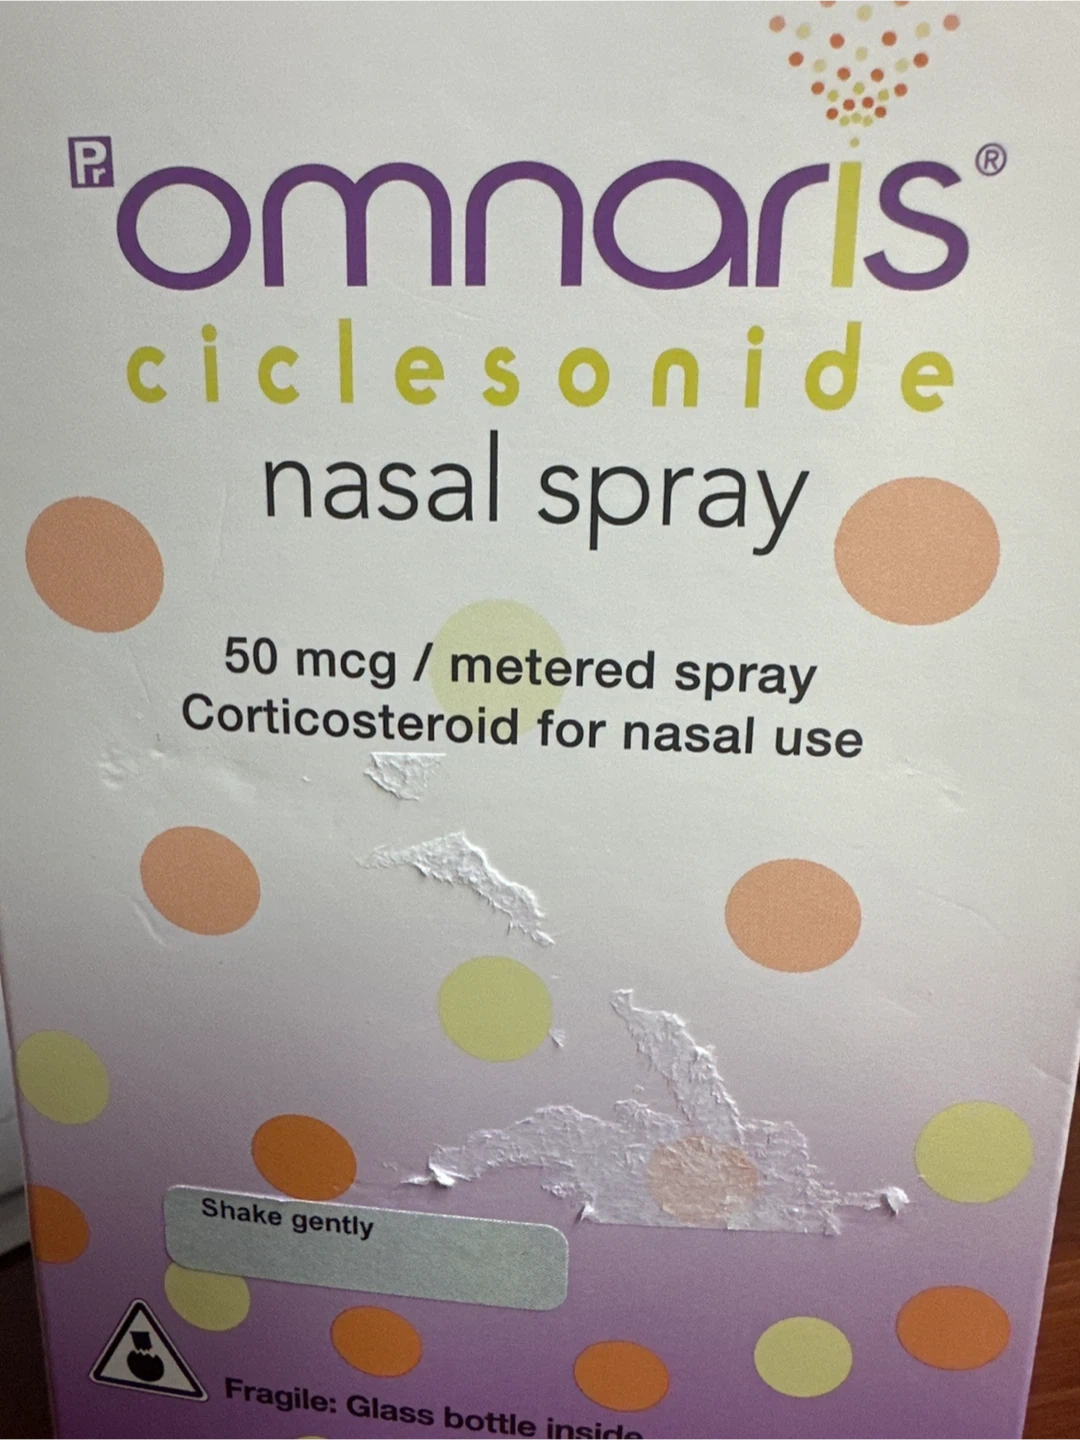 Pr omnaris®
ciclesonide
nasal spray
50 mcg / metered spray
Corticosteroid for nasal use
Shake gently
Fragile: Glass bottle inside